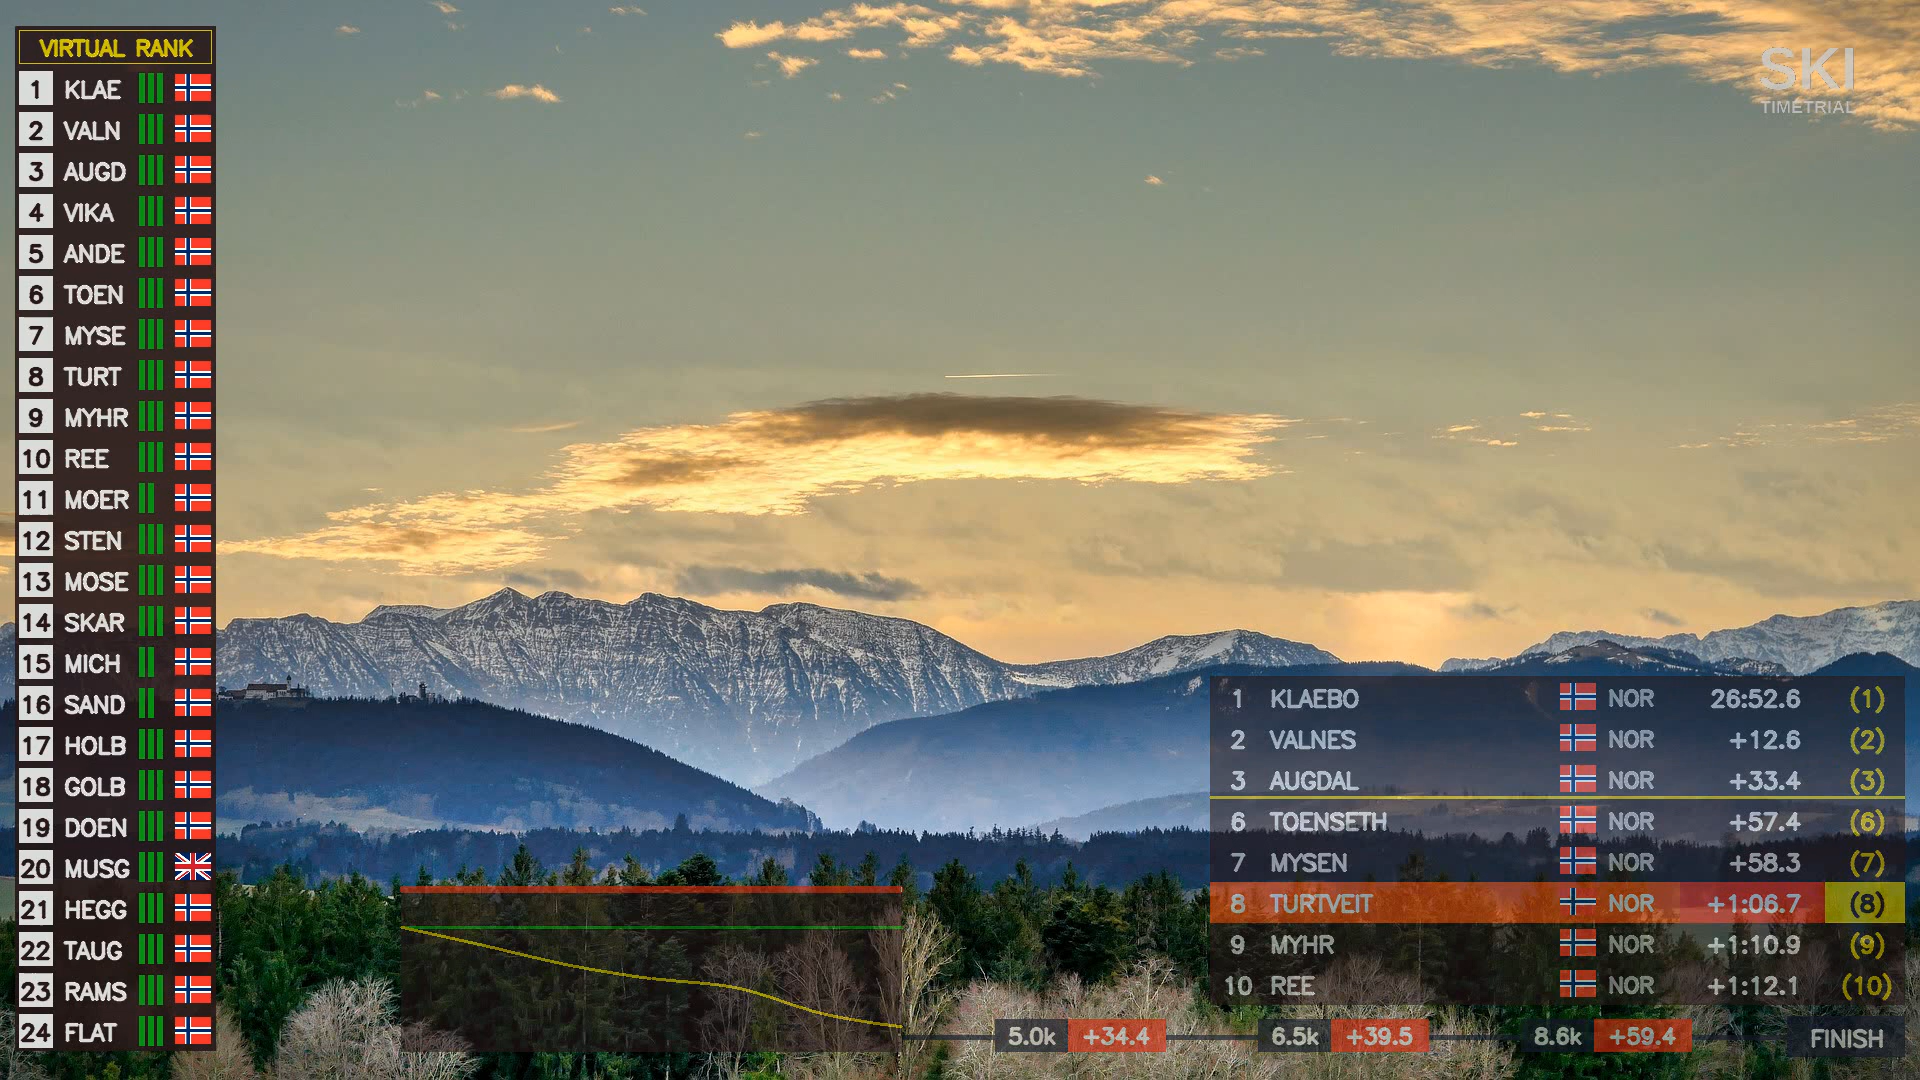 VIRTUAL RANK
1 KLAE
2 VALN
3 AUGD
4 VIKA
5 ANDE
6 TOEN
7 MYSE
8 TURT
9 MYHR
10 REE
11 MOER
12 STEN
13 MOSE
14 SKAR
15 MICH
16 SAND
17 HOLB
18 GOLB
19 DOEN
20 MUSG
21 HEGG
22 TAUG
23 RAMS
24 FLAT
SKI
TIMETRIAL
1 KLAEBO NOR 26:52.6 (1)
2 VALNES NOR +12.6 (2)
3 AUGDAL NOR +33.4 (3)
6 TOENSETH NOR +57.4 (6)
7 MYSEN NOR +58.3 (7)
8 TURTVEIT NOR +1:06.7 (8)
9 MYHR NOR +1:10.9 (9)
10 REE NOR +1:12.1 (10)
5.0k +34.4 6.5k +39.5 8.6k +59.4 FINISH